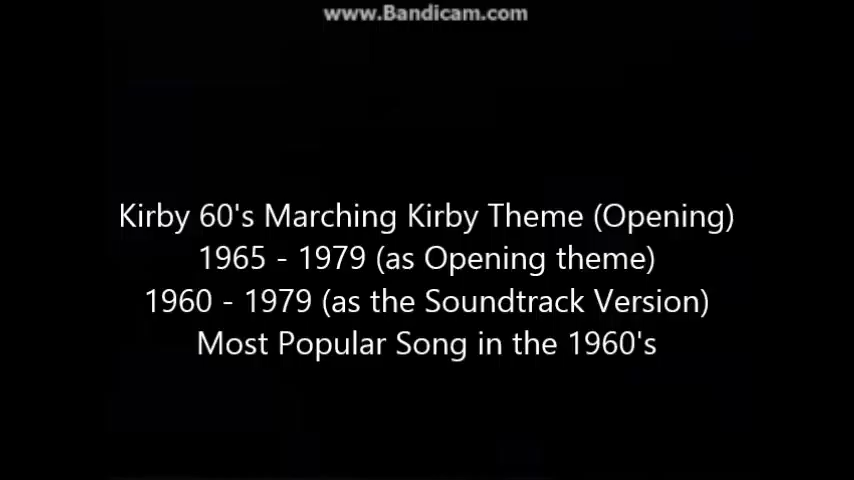 www.Bandicam.com
Kirby 60's Marching Kirby Theme (Opening)
1965 - 1979 (as Opening theme)
1960 - 1979 (as the Soundtrack Version)
Most Popular Song in the 1960's